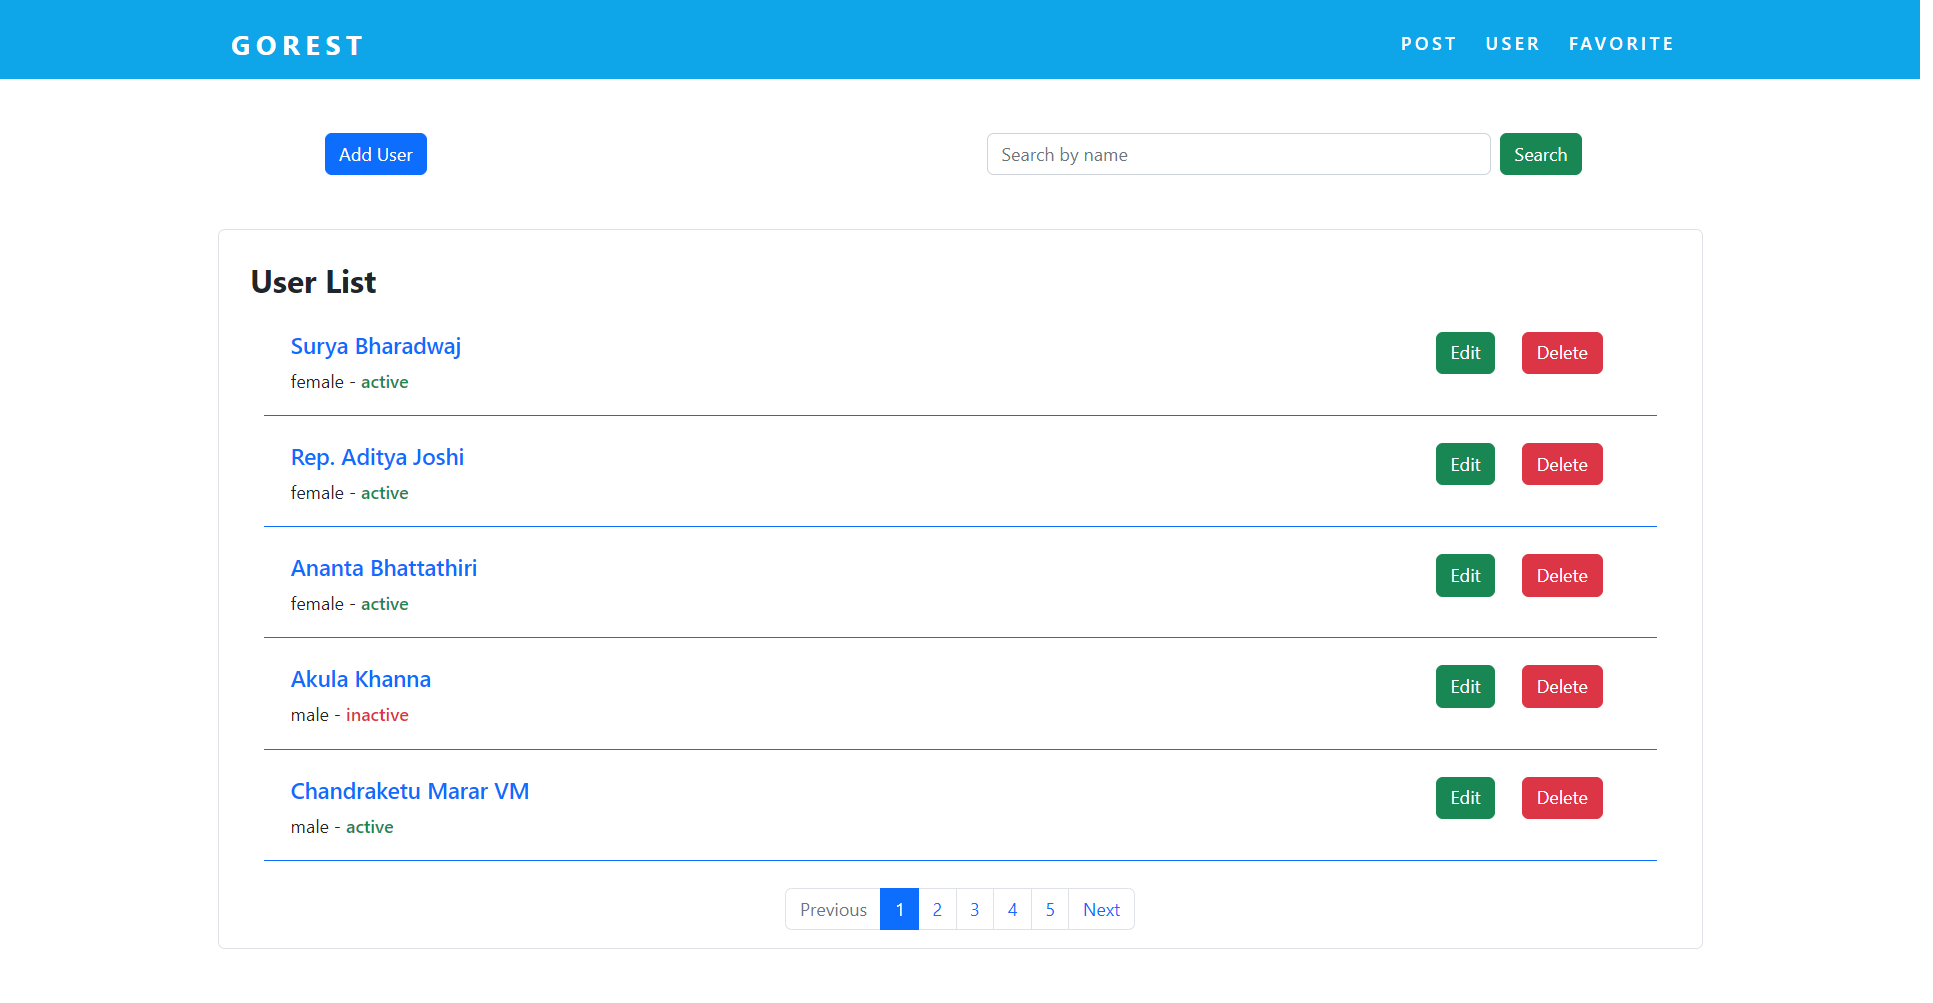 GOREST
POST USER FAVORITE
Add User
Search by name Search
User List
Surya Bharadwaj
female - active
Edit Delete
Rep. Aditya Joshi
female - active
Edit Delete
Ananta Bhattathiri
female - active
Edit Delete
Akula Khanna
male - inactive
Edit Delete
Chandraketu Marar VM
male - active
Edit Delete
Previous 1 2 3 4 5 Next